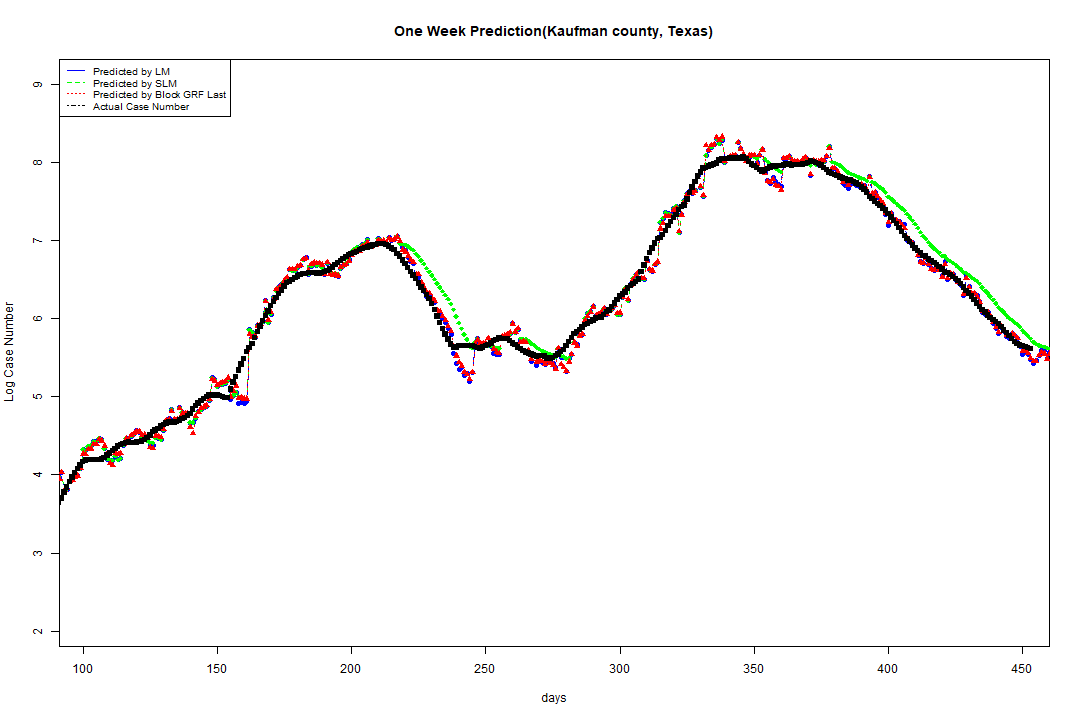 One Week Prediction(Kaufman county, Texas)
Predicted by LM
Predicted by SLM
Predicted by Block GRF Last
Actual Case Number
9
8
7
6
5
4
3
2
Log Case Number
100 150 200 250 300 350 400 450
days